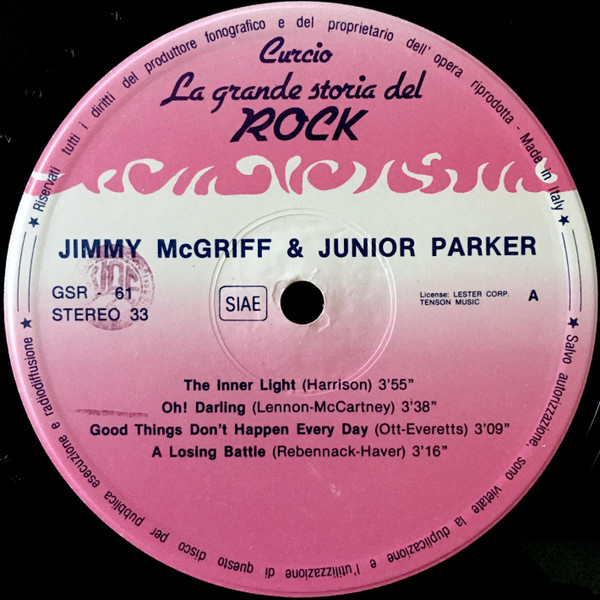 Curcio
La grande storia del
ROCK
JIMMY McGRIFF & JUNIOR PARKER
GSR 61
STEREO 33
SIAE
License: LESTER CORP.
TENSON MUSIC
A
The Inner Light (Harrison) 3'55"
Oh! Darling (Lennon-McCartney) 3'38"
Good Things Don't Happen Every Day (Ott-Everetts) 3'09"
A Losing Battle (Rebennack-Haver) 3'16"
★ Riservati tutti i diritti del produttore fonografico e del proprietario dell'opera riprodotta - Made in Italy ★
★ Salvo autorizzazione, sono vietate la duplicazione e l'utilizzazione di questo disco per pubblica esecuzione e radiodiffusione ★